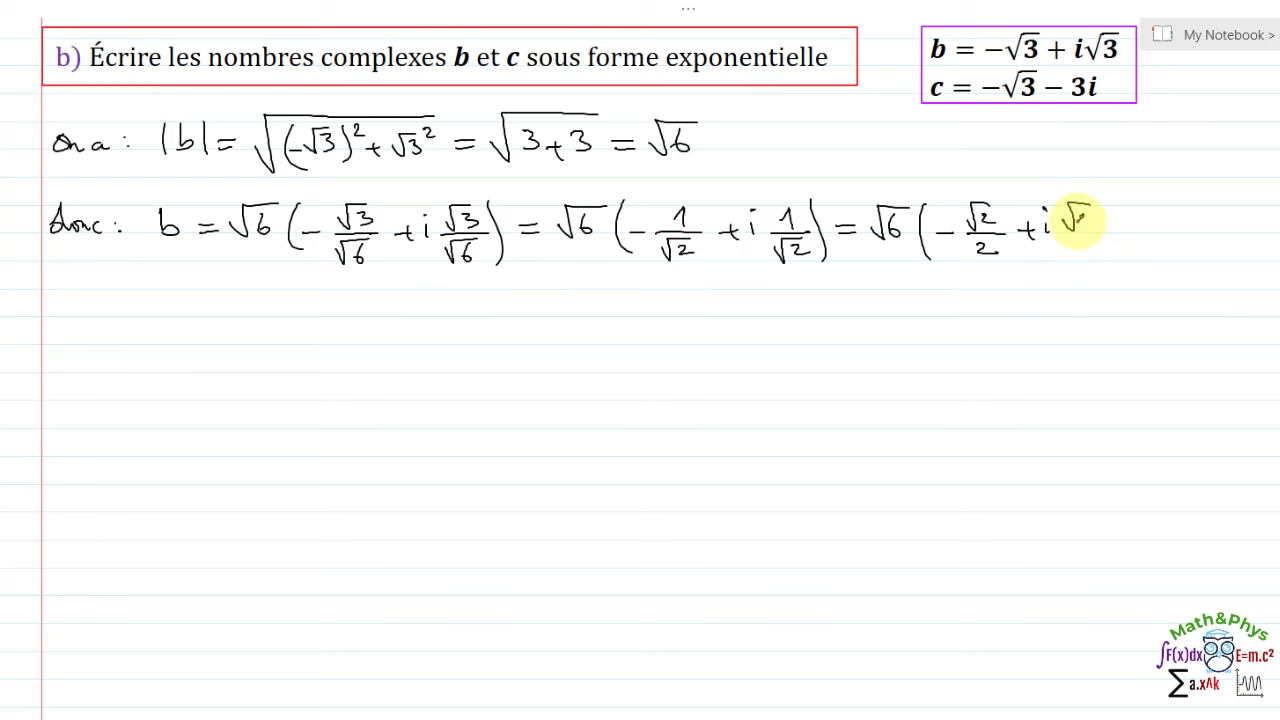 ...
b) Écrire les nombres complexes b et c sous forme exponentielle
b = −√3 + i√3
c = −√3 − 3i
My Notebook >
On a : |b| = √((-√3)² + √3²) = √(3+3) = √6
donc : b = √6 (- √3/√6 + i √3/√6) = √6 (- 1/√2 + i 1/√2) = √6 (- √2/2 + i √2
Math&Phys
∫F(x)dx E=m.c²
∑ a.x^k